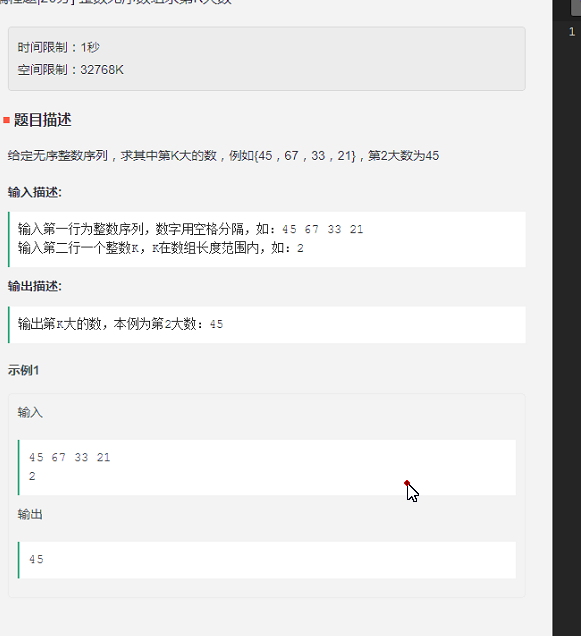 时间限制：1秒
空间限制：32768K
题目描述
给定无序整数序列，求其中第K大的数，例如{45，67，33，21}，第2大数为45
输入描述:
输入第一行为整数序列，数字用空格分隔，如：45 67 33 21
输入第二行一个整数K，K在数组长度范围内，如：2
输出描述:
输出第K大的数，本例为第2大数：45
示例1
输入
45 67 33 21
2
输出
45
1